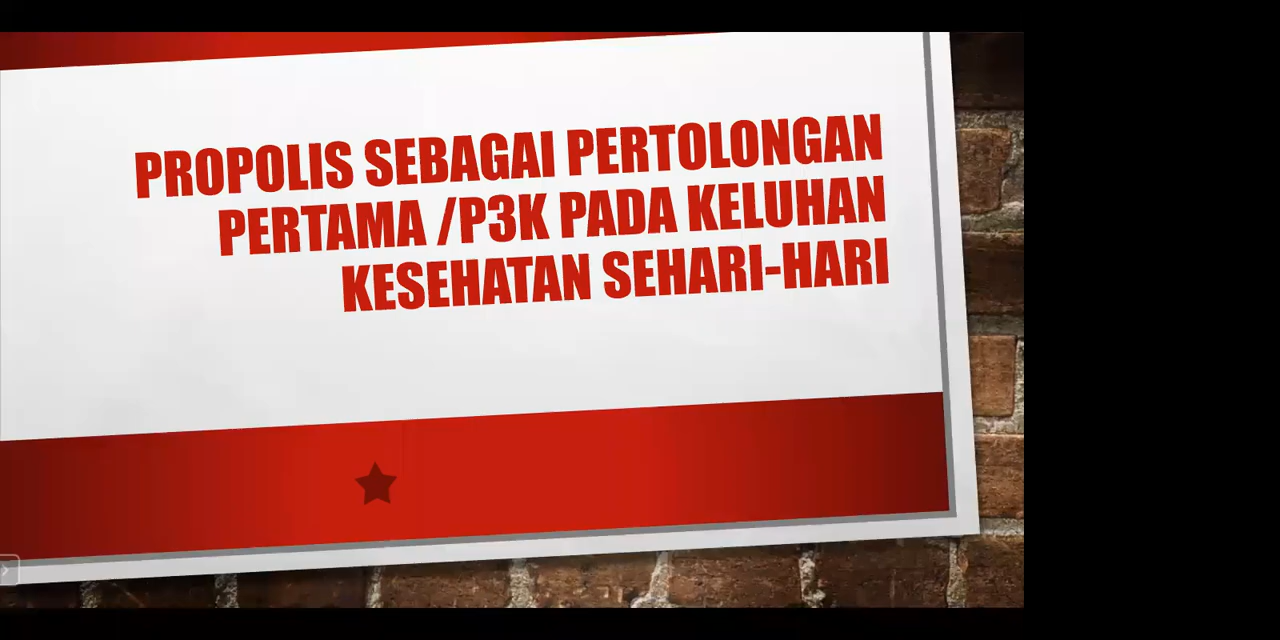 PROPOLIS SEBAGAI PERTOLONGAN
PERTAMA /P3K PADA KELUHAN
KESEHATAN SEHARI-HARI